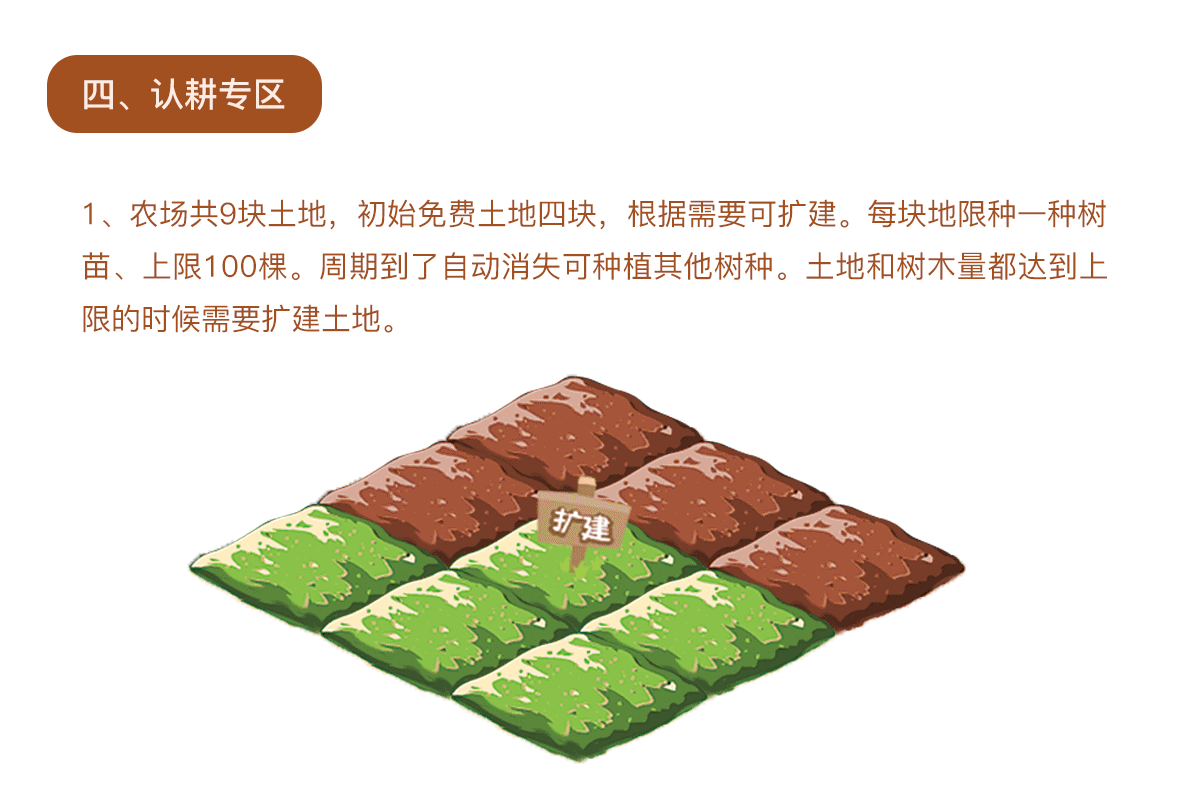 四、认耕专区
1、农场共9块土地，初始免费土地四块，根据需要可扩建。每块地限种一种树
苗、上限100棵。周期到了自动消失可种植其他树种。土地和树木量都达到上
限的时候需要扩建土地。
扩建